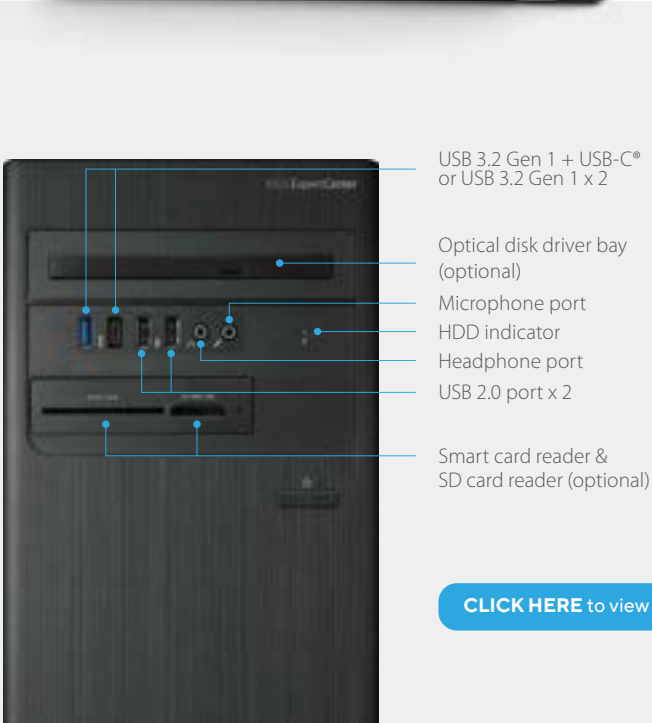 USB 3.2 Gen 1 + USB-C®
or USB 3.2 Gen 1 x 2
ExpertCenter
Optical disk driver bay
(optional)
Microphone port
HDD indicator
Headphone port
USB 2.0 port x 2
Smart card reader &
SD card reader (optional)
CLICK HERE to view